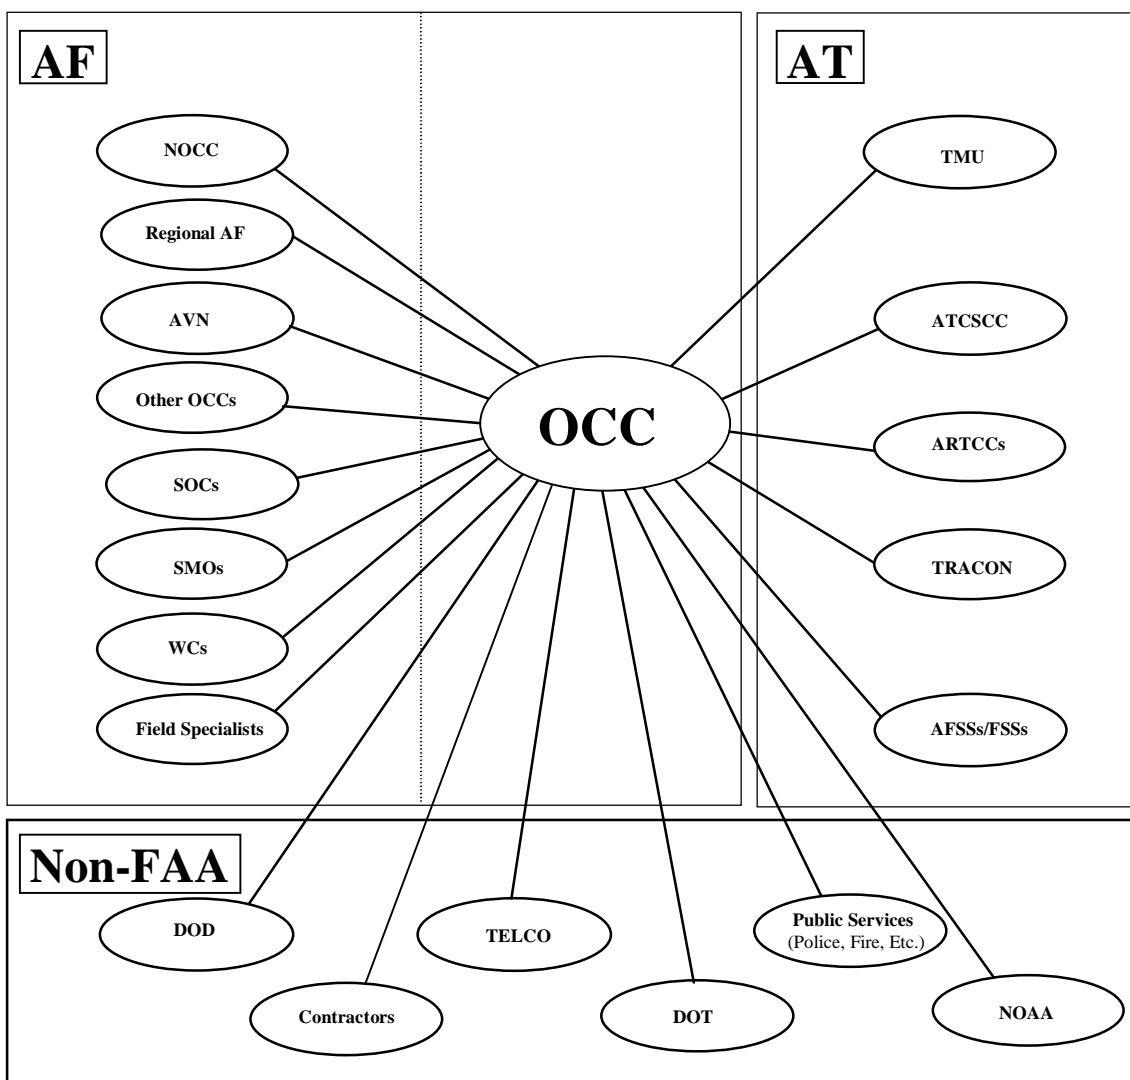 AF
AT
NOCC
TMU
Regional AF
AVN
ATCSCC
Other OCCs
OCC
ARTCCs
SOCs
SMOs
TRACON
WCs
Field Specialists
AFSSs/FSSs
Non-FAA
DOD
TELCO
Public Services
(Police, Fire, Etc.)
Contractors
DOT
NOAA